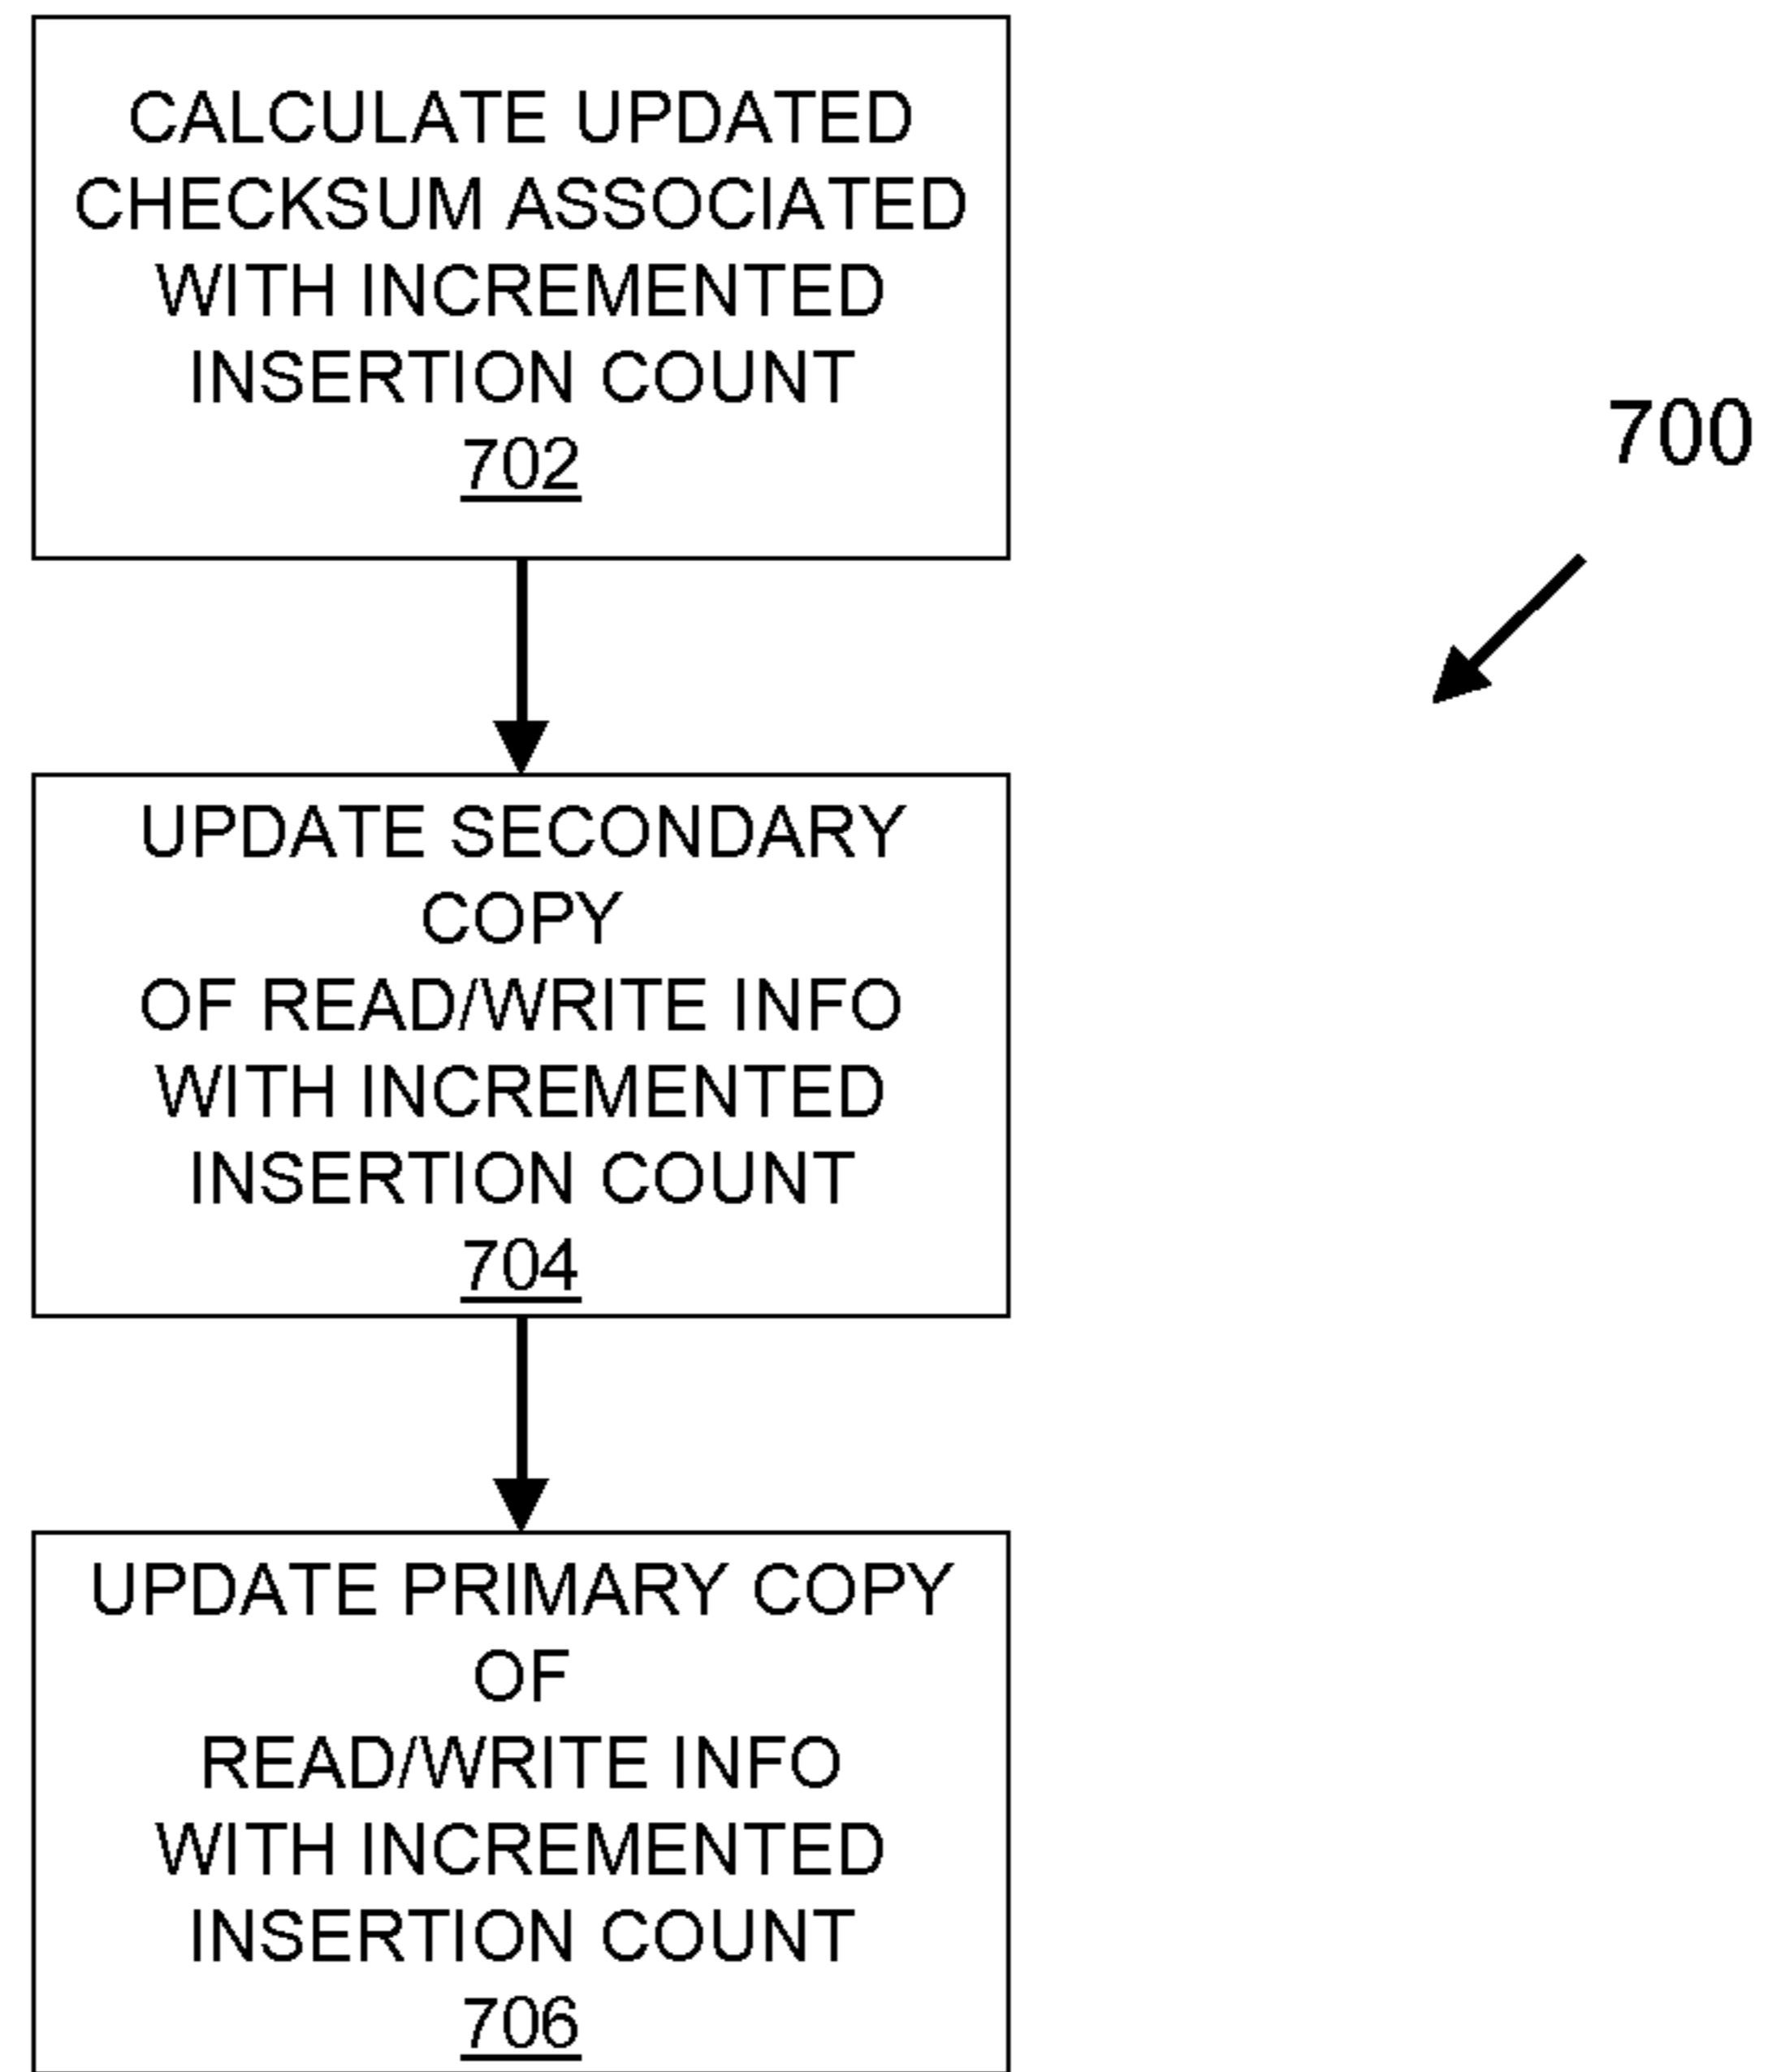 CALCULATE UPDATED
CHECKSUM ASSOCIATED
WITH INCREMENTED
INSERTION COUNT
702
700
UPDATE SECONDARY
COPY
OF READ/WRITE INFO
WITH INCREMENTED
INSERTION COUNT
704
UPDATE PRIMARY COPY
OF
READ/WRITE INFO
WITH INCREMENTED
INSERTION COUNT
706